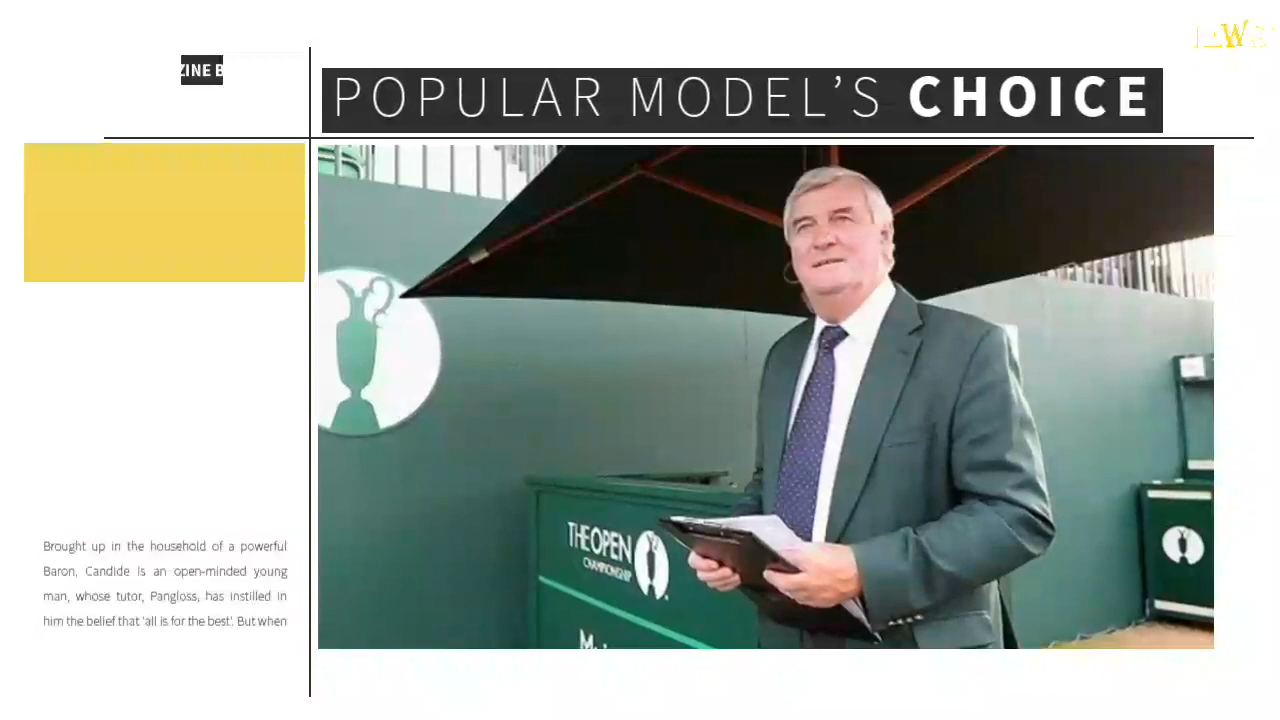 ZINE B
POPULAR MODEL’S CHOICE
THE OPEN
CHAMPIONSHIP
Brought up in the household of a powerful
Baron, Candide is an open-minded young
man, whose tutor, Pangloss, has instilled in
him the belief that 'all is for the best'. But when